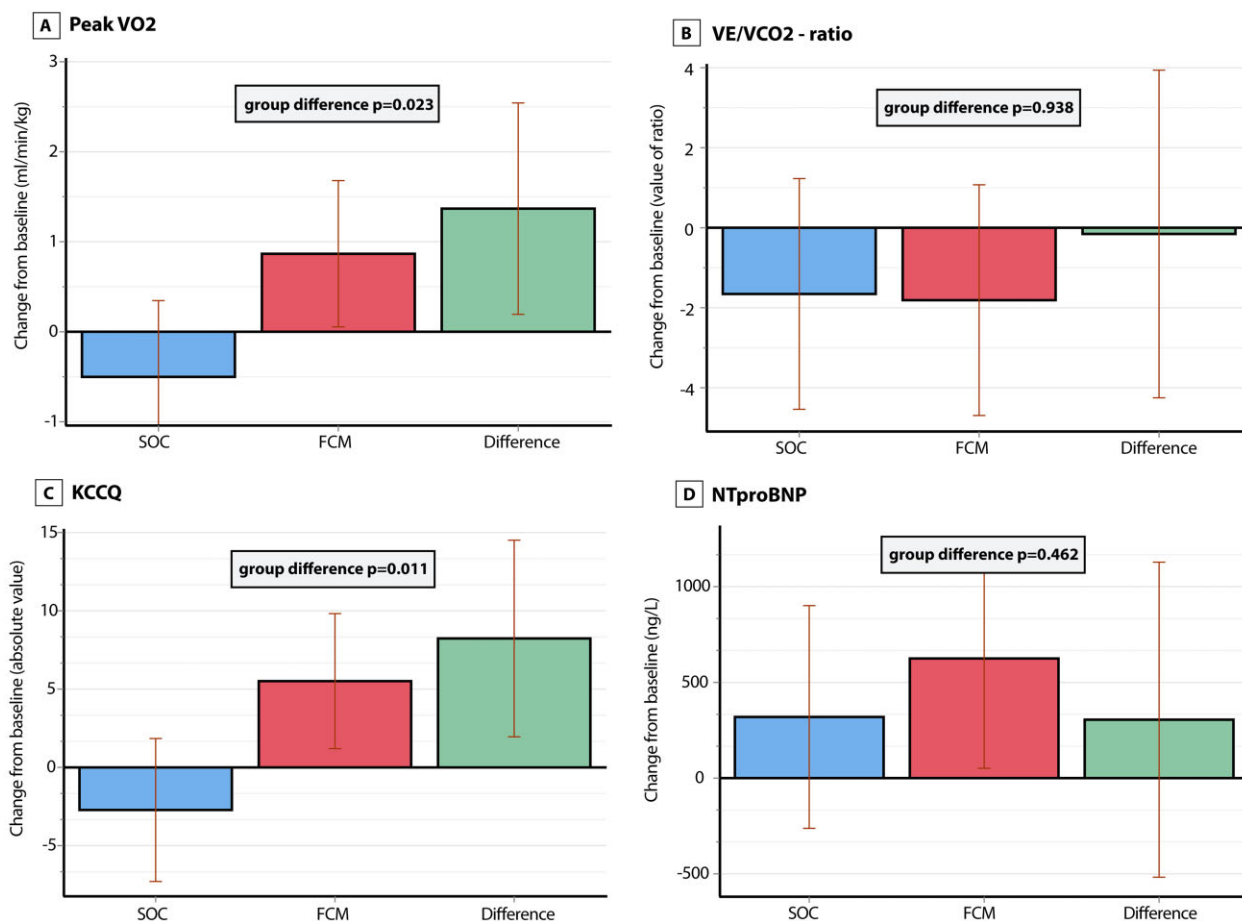 A Peak VO2
Change from baseline (ml/min/kg)
3
2
1
0
-1
group difference p=0.023
SOC FCM Difference
B VE/VCO2 - ratio
Change from baseline (value of ratio)
4
2
0
-2
-4
group difference p=0.938
SOC FCM Difference
C KCCQ
Change from baseline (absolute value)
15
10
5
0
-5
group difference p=0.011
SOC FCM Difference
D NTproBNP
Change from baseline (ng/L)
1000
500
0
-500
group difference p=0.462
SOC FCM Difference